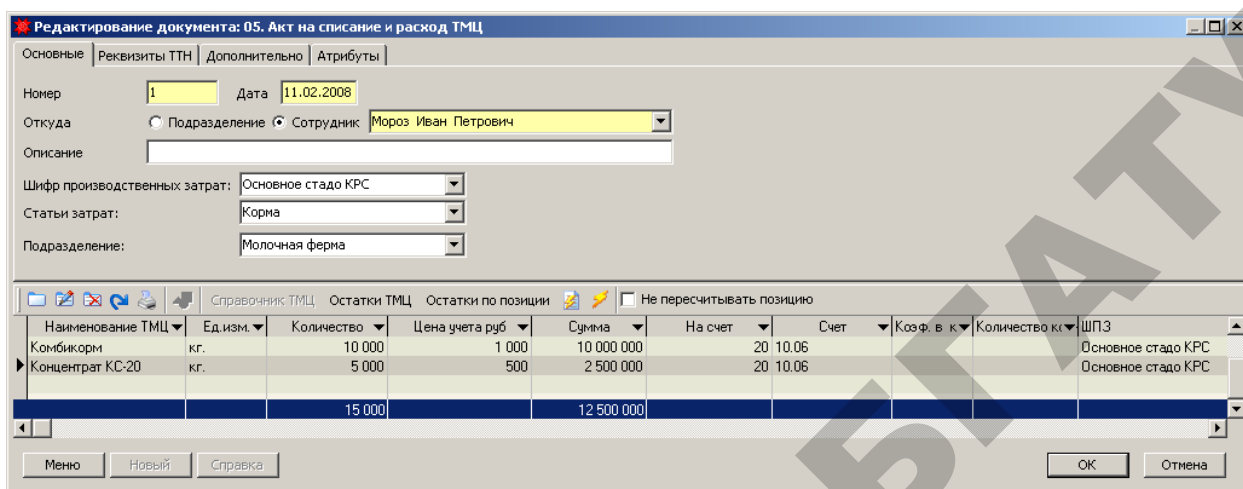 Редактирование документа: 05. Акт на списание и расход ТМЦ
Основные Реквизиты ТТН Дополнительно Атрибуты
Номер 1 Дата 11.02.2008
Откуда Подразделение Сотрудник Мороз Иван Петрович
Описание
Шифр производственных затрат: Основное стадо КРС
Статьи затрат: Корма
Подразделение: Молочная ферма
Справочник ТМЦ Остатки ТМЦ Остатки по позиции Не пересчитывать позицию
Наименование ТМЦ Ед.изм. Количество Цена учета руб Сумма На счет Счет Коэф. в к Количество ко ШПЗ
Комбикорм кг. 10 000 1 000 10 000 000 20 10.06 Основное стадо КРС
Концентрат КС-20 кг. 5 000 500 2 500 000 20 10.06 Основное стадо КРС
15 000 12 500 000
Меню Новый Справка ОК Отмена
БГАТУ